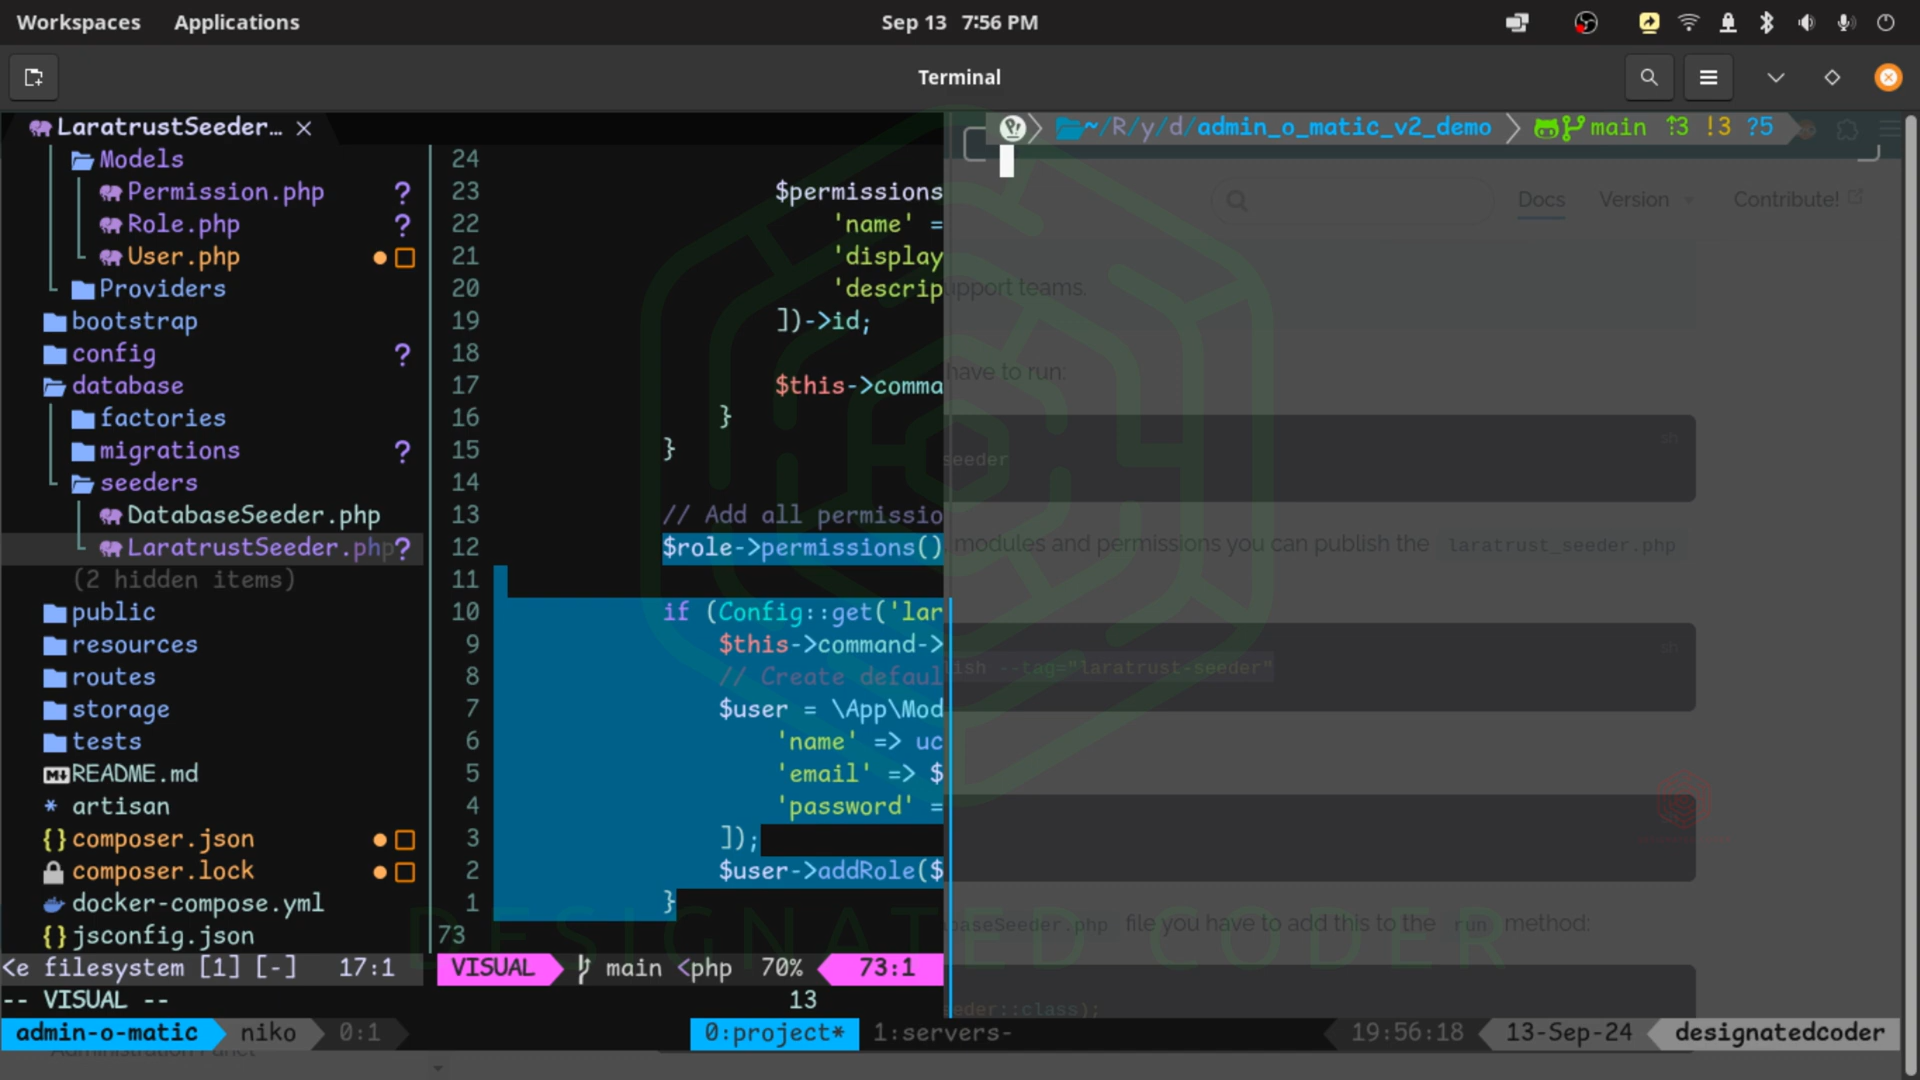 Workspaces Applications Sep 13 7:56 PM
Terminal
LaratrustSeeder…
~/R/y/d/admin_o_matic_v2_demo main ⇡3 !3 ?5
Models
Permission.php ?
Role.php ?
User.php
Providers
bootstrap
config ?
database
factories
migrations ?
seeders
DatabaseSeeder.php
LaratrustSeeder.php?
(2 hidden items)
public
resources
routes
storage
tests
README.md
* artisan
{} composer.json
composer.lock
docker-compose.yml
{} jsconfig.json
24
23 $permissions
22 'name' =
21 'display
20 'descrip
19 ])->id;
18
17 $this->comma
16 }
15 }
14
13 // Add all permissio
12 $role->permissions()
11
10 if (Config::get('lar
9 $this->command->
8 // Create defaul
7 $user = \App\Mod
6 'name' => uc
5 'email' => $
4 'password' =
3 ]);
2 $user->addRole($
1 }
73
Docs Version Contribute!
upport teams.
have to run:
sh
seeder
modules and permissions you can publish the laratrust_seeder.php
sh
lish --tag="laratrust-seeder"
baseSeeder.php file you have to add this to the run method:
eder::class);
DESIGNATED CODER
<e filesystem [1] [-] 17:1 VISUAL main <php 70% 73:1
-- VISUAL -- 13
admin-o-matic niko 0:1 0:project* 1:servers- 19:56:18 13-Sep-24 designatedcoder